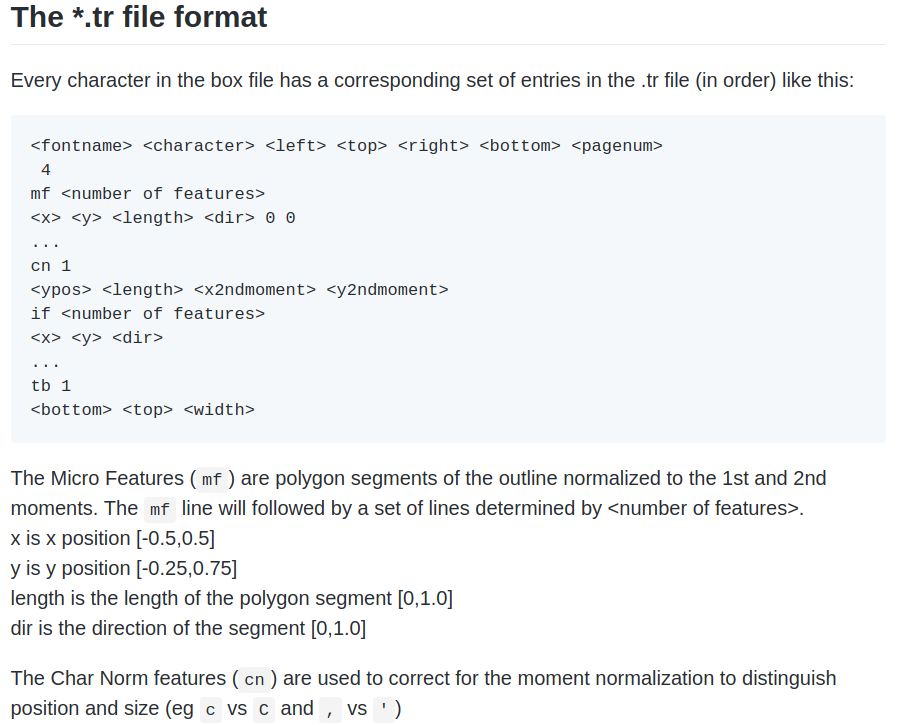 The *.tr file format
Every character in the box file has a corresponding set of entries in the .tr file (in order) like this:
<fontname> <character> <left> <top> <right> <bottom> <pagenum>
 4
mf <number of features>
<x> <y> <length> <dir> 0 0
...
cn 1
<ypos> <length> <x2ndmoment> <y2ndmoment>
if <number of features>
<x> <y> <dir>
...
tb 1
<bottom> <top> <width>
The Micro Features ( mf ) are polygon segments of the outline normalized to the 1st and 2nd
moments. The mf line will followed by a set of lines determined by <number of features>.
x is x position [-0.5,0.5]
y is y position [-0.25,0.75]
length is the length of the polygon segment [0,1.0]
dir is the direction of the segment [0,1.0]
The Char Norm features ( cn ) are used to correct for the moment normalization to distinguish
position and size (eg c vs C and , vs ' )